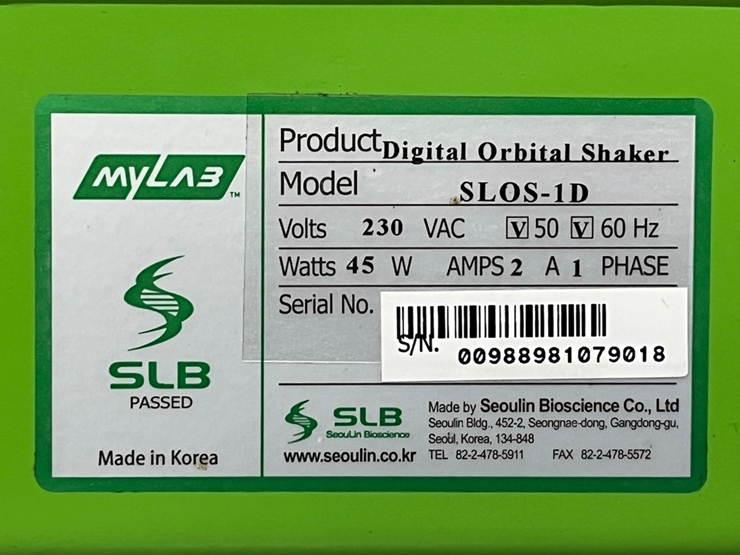 MyLAB™
SLB
PASSED
Made in Korea
Product Digital Orbital Shaker
Model SLOS-1D
Volts 230 VAC V 50 V 60 Hz
Watts 45 W AMPS 2 A 1 PHASE
Serial No.
S/N. 00988981079018
SLB
Seoulin Bioscience
www.seoulin.co.kr
Made by Seoulin Bioscience Co., Ltd
Seoulin Bldg., 452-2, Seongnae-dong, Gangdong-gu,
Seoul, Korea, 134-848
TEL 82-2-478-5911 FAX 82-2-478-5572